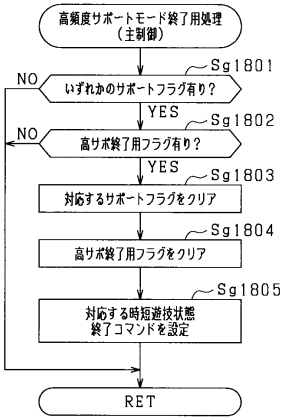 高頻度サポートモード終了用処理
(主制御)
Sg1801
NO
いずれかのサポートフラグ有り?
YES
Sg1802
NO
高サポ終了用フラグ有り?
YES
Sg1803
対応するサポートフラグをクリア
Sg1804
高サポ終了用フラグをクリア
Sg1805
対応する時短遊技状態
終了コマンドを設定
RET